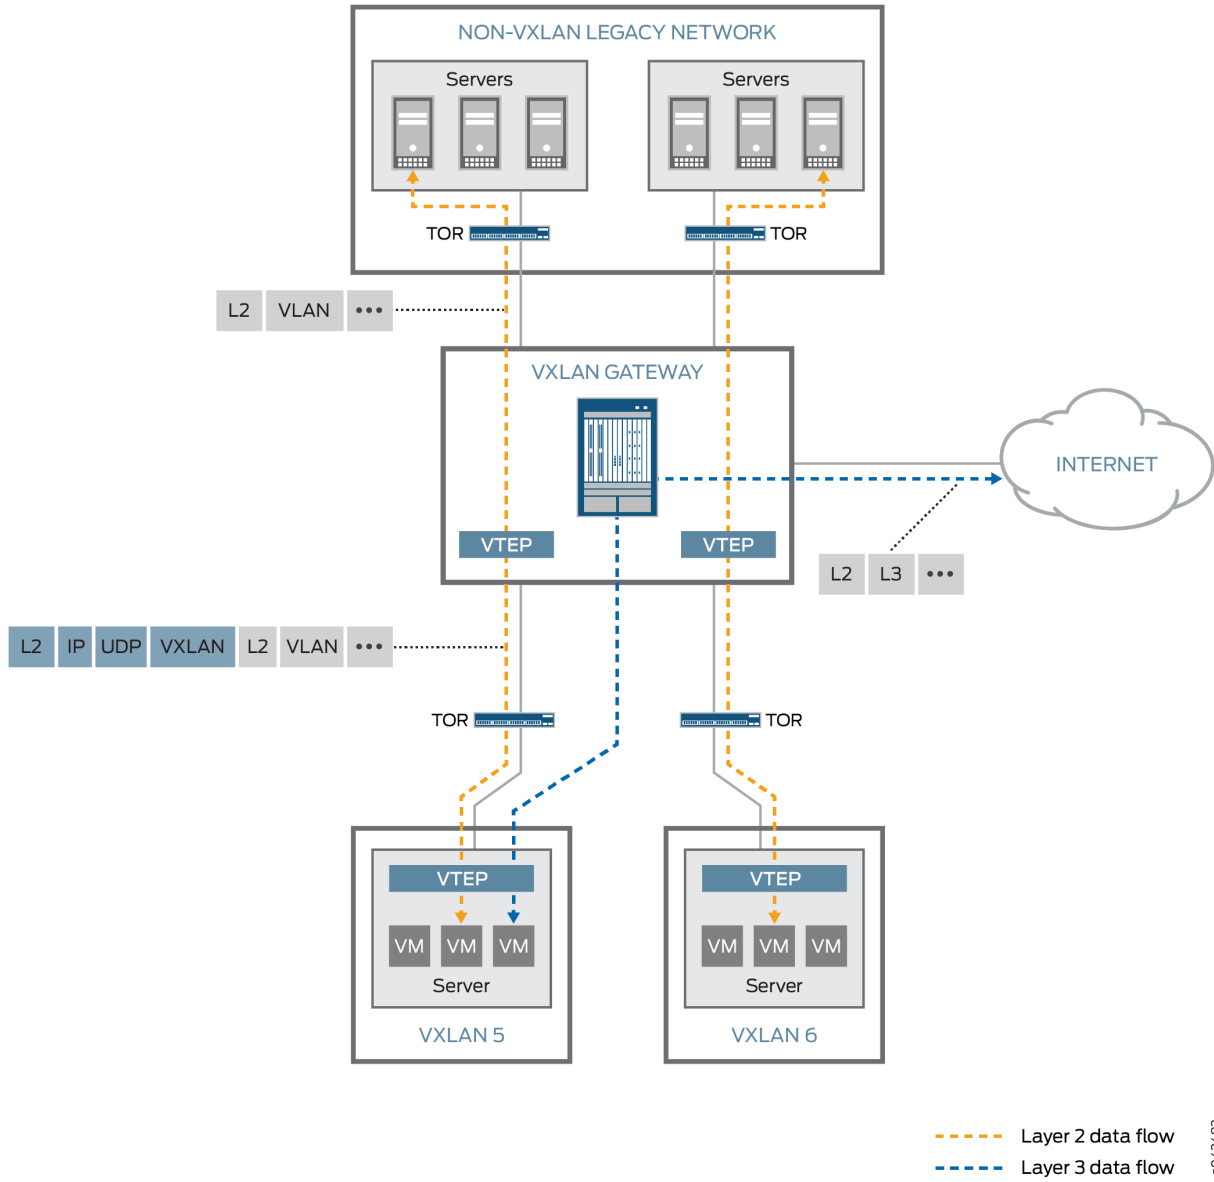 NON-VXLAN LEGACY NETWORK
Servers
Servers
TOR
TOR
L2 VLAN •••
VXLAN GATEWAY
INTERNET
VTEP
VTEP
L2 L3 •••
L2 IP UDP VXLAN L2 VLAN •••
TOR
TOR
VTEP
VTEP
VM VM VM
VM VM VM
Server
Server
VXLAN 5
VXLAN 6
Layer 2 data flow
Layer 3 data flow